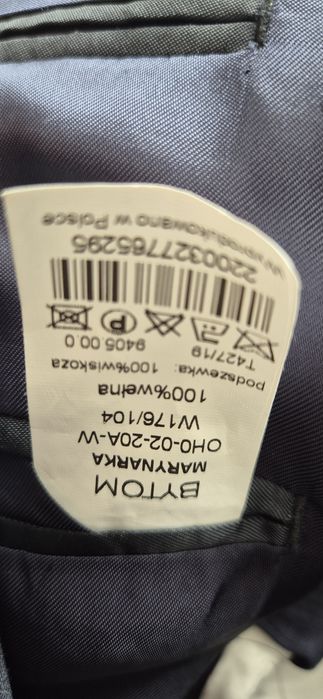 BYTOM
MARYNARKA
OH0-02-20A-W
W176/104
100%wełna
podszewka: 100%wiskoza
T427/19 9405 00.0
2200327765295
Wyprodukowano w Polsce